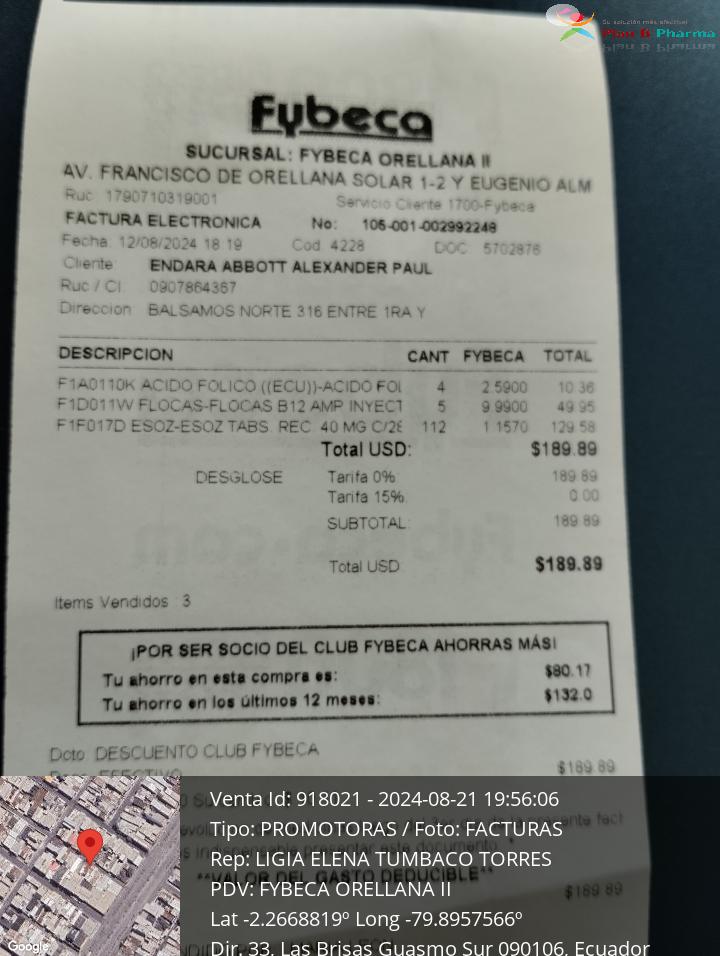 Su solución más efectiva!
Plan B Pharma
Fybeca
SUCURSAL: FYBECA ORELLANA II
AV. FRANCISCO DE ORELLANA SOLAR 1-2 Y EUGENIO ALM
Ruc: 1790710319001 Servicio Cliente 1700-Fybeca
FACTURA ELECTRONICA No: 106-001-002992248
Fecha: 12/08/2024 18:19 Cod: 4228 DOC: 5702876
Cliente: ENDARA ABBOTT ALEXANDER PAUL
Ruc / CI: 0907864367
Direccion: BALSAMOS NORTE 316 ENTRE 1RA Y
DESCRIPCION CANT FYBECA TOTAL
F1A0110K ACIDO FOLICO ((ECU))-ACIDO FOL 4 2.5900 10.36
F1D011W FLOCAS-FLOCAS B12 AMP INYECT 5 9.9900 49.95
F1F017D ESOZ-ESOZ TABS. REC. 40 MG C/28 112 1.1570 129.58
Total USD: $189.89
DESGLOSE Tarifa 0% 189.89
Tarifa 15% 0.00
SUBTOTAL: 189.89
Total USD $189.89
Items Vendidos : 3
¡POR SER SOCIO DEL CLUB FYBECA AHORRAS MÁS!
Tu ahorro en esta compra es: $80.17
Tu ahorro en los últimos 12 meses: $132.0
Dcto: DESCUENTO CLUB FYBECA
EFECTIVO $189.89
Venta Id: 918021 - 2024-08-21 19:56:06
Tipo: PROMOTORAS / Foto: FACTURAS
Rep: LIGIA ELENA TUMBACO TORRES
**VALOR DEL GASTO DEDUCIBLE**
$189.89
PDV: FYBECA ORELLANA II
Lat -2.2668819º Long -79.8957566º
Dir. 33, Las Brisas Guasmo Sur 090106, Ecuador
Google